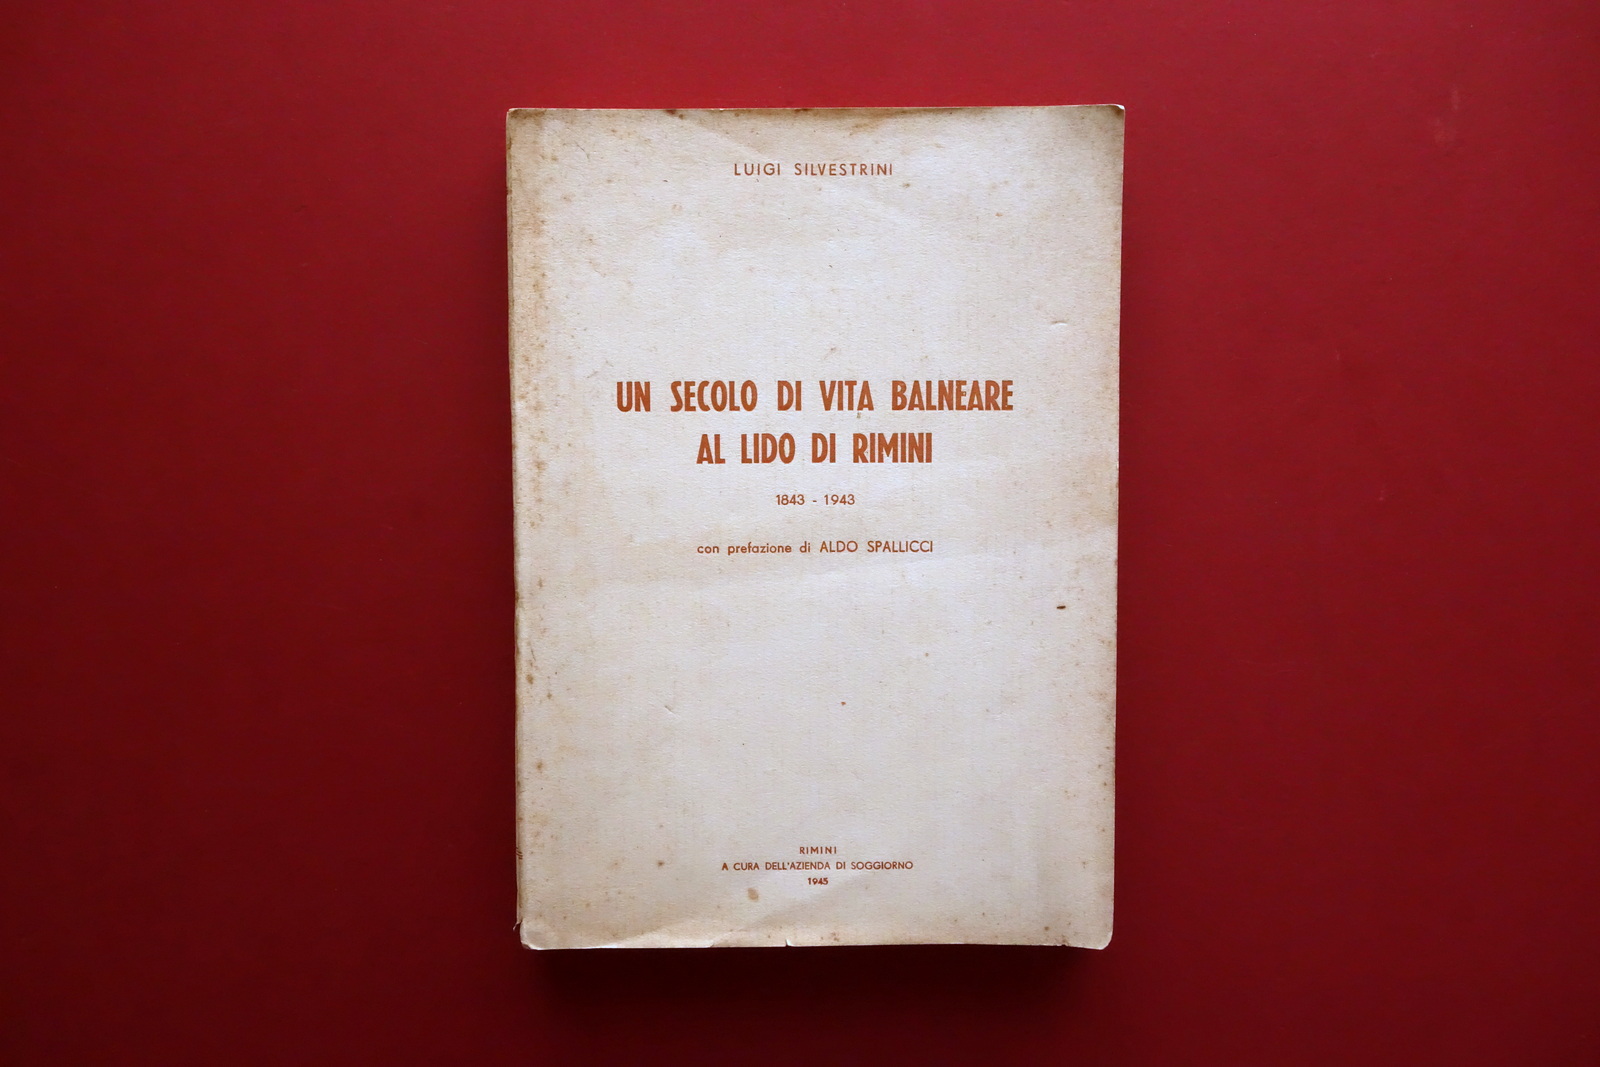 LUIGI SILVESTRINI
UN SECOLO DI VITA BALNEARE
AL LIDO DI RIMINI
1843 - 1943
con prefazione di ALDO SPALLICCI
RIMINI
A CURA DELL'AZIENDA DI SOGGIORNO
1945